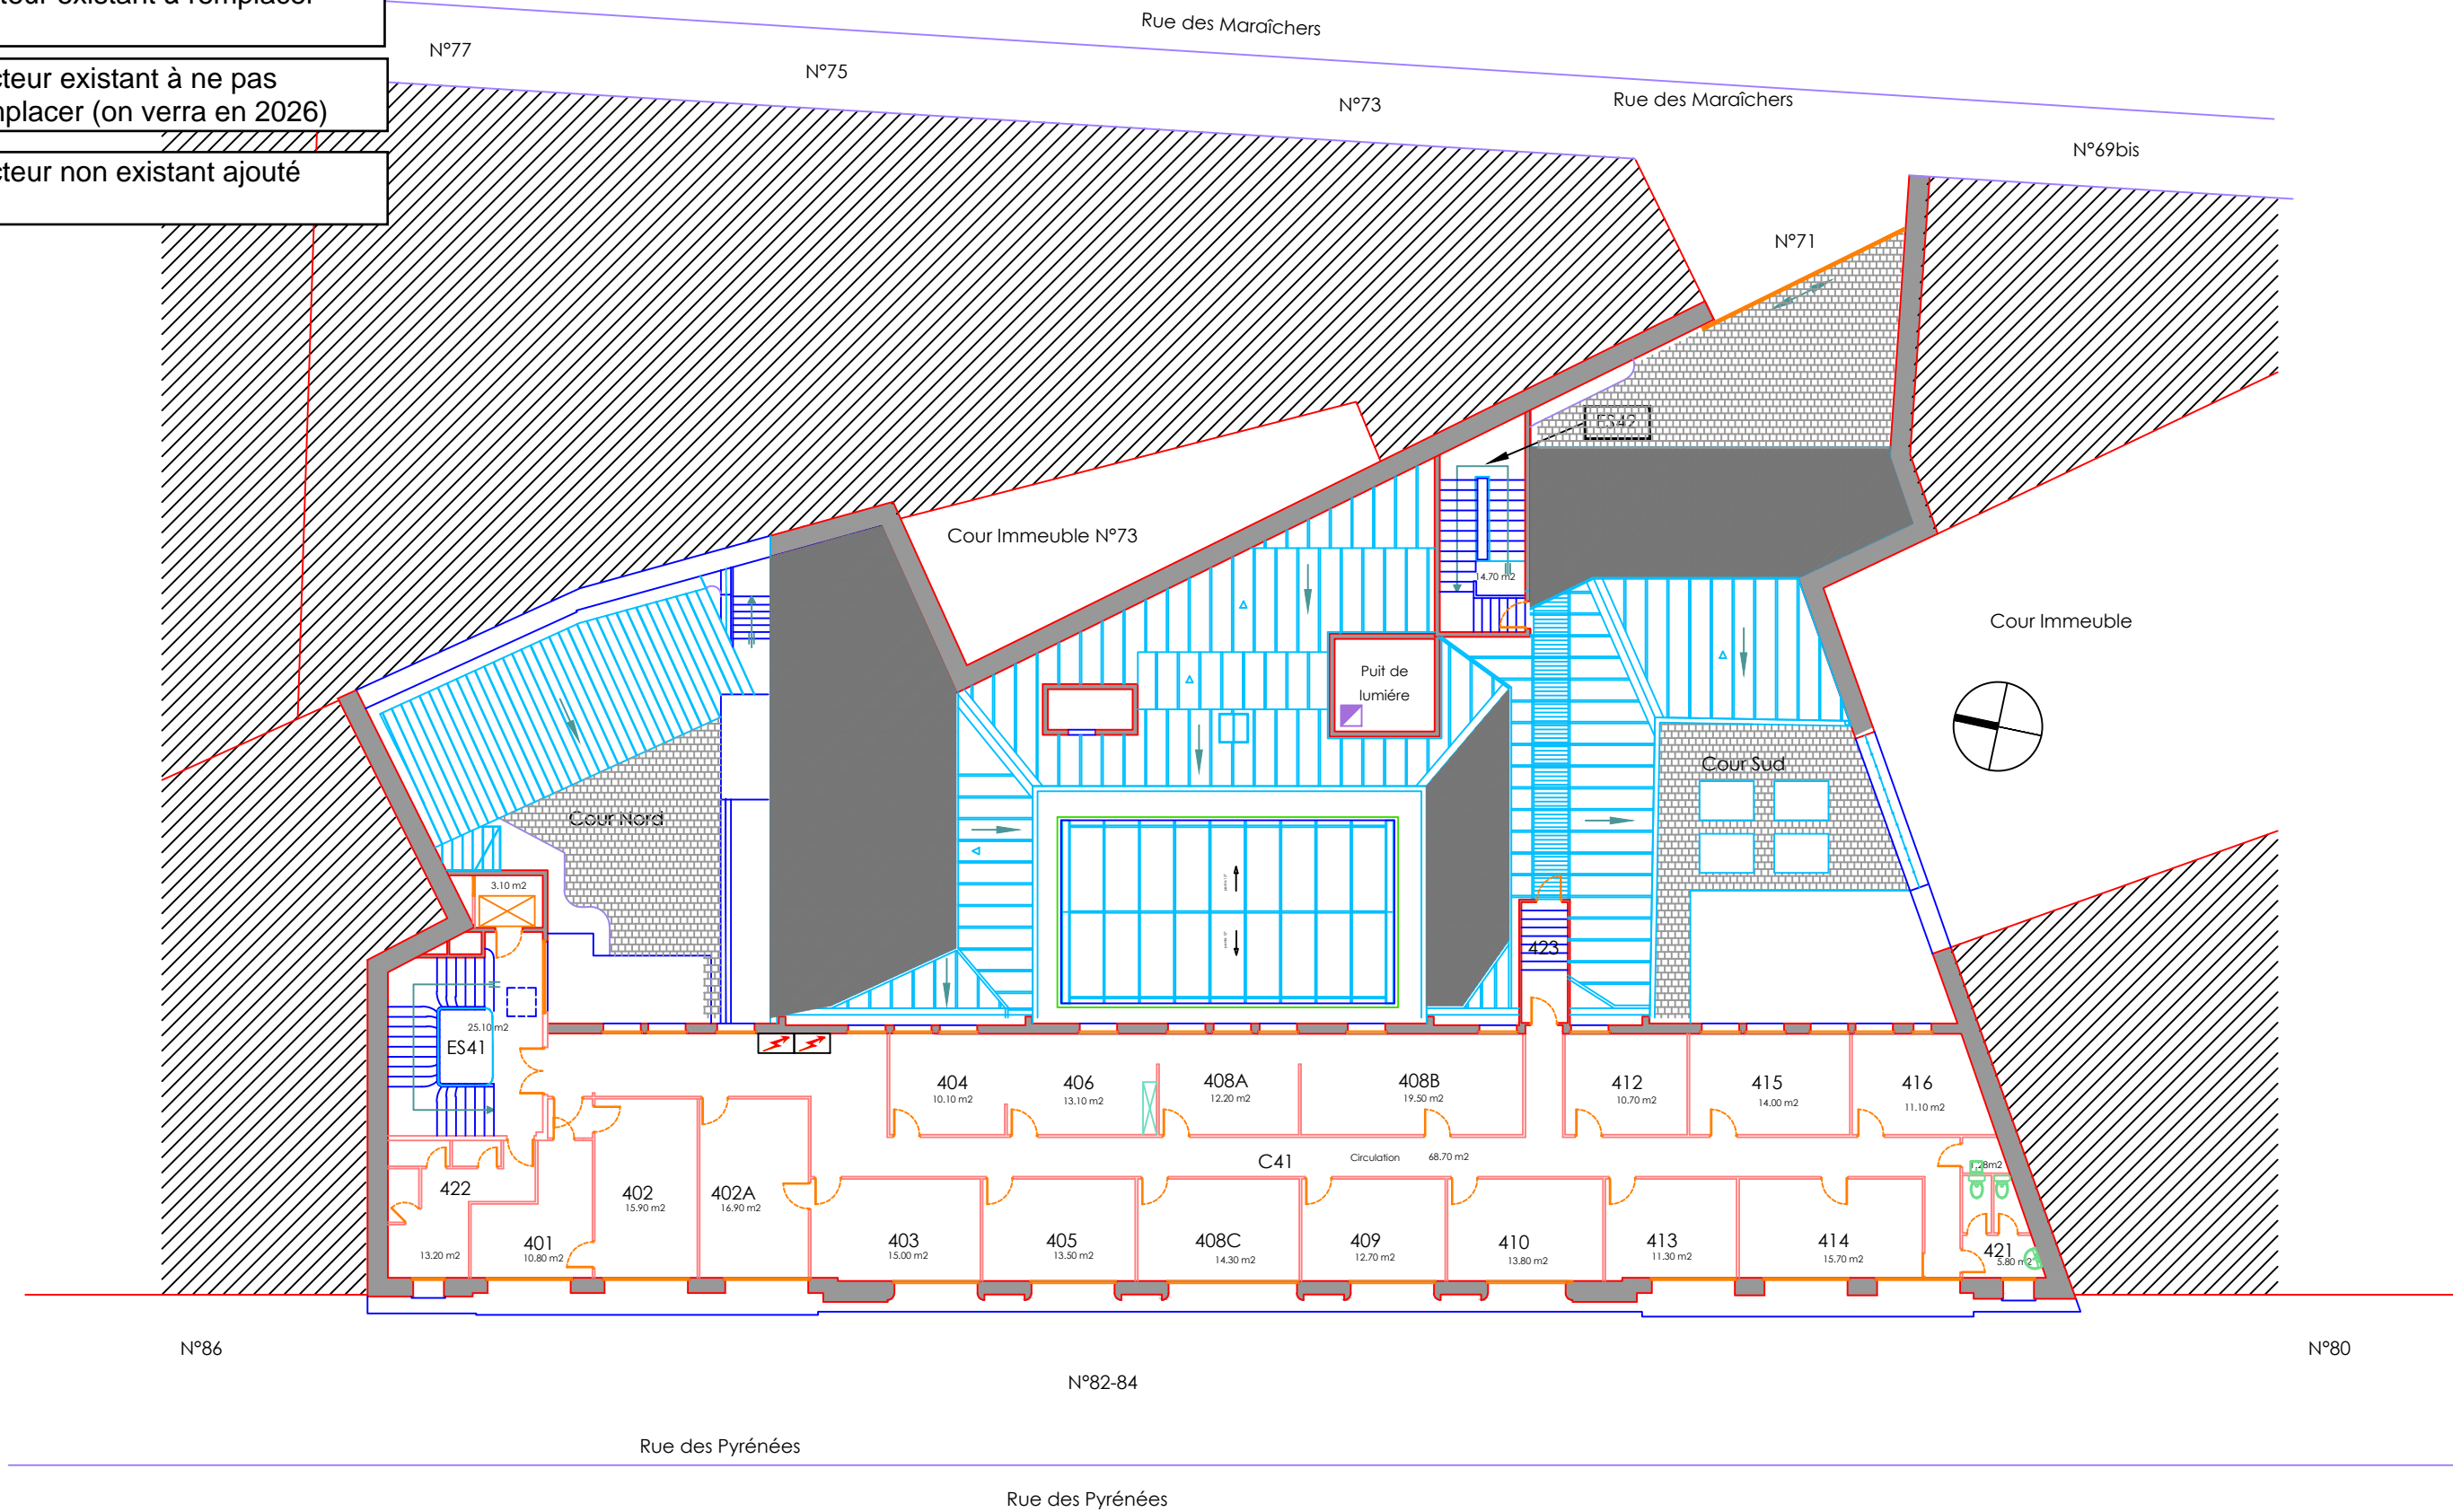 teur existant à remplacer
cteur existant à ne pas
nplacer (on verra en 2026)
cteur non existant ajouté
Rue des Maraîchers
N°77
N°75
N°73
Rue des Maraîchers
N°69bis
N°71
ES42
Cour Immeuble N°73
14.70 m2
Cour Immeuble
Puit de
lumiére
Cour Sud
Cour Nord
3.10 m2
423
25.10 m2
ES41
404
10.10 m2
406
13.10 m2
408A
12.20 m2
408B
19.50 m2
412
10.70 m2
415
14.00 m2
416
11.10 m2
C41
Circulation
68.70 m2
422
13.20 m2
401
10.80 m2
402
15.90 m2
402A
16.90 m2
403
15.00 m2
405
13.50 m2
408C
14.30 m2
409
12.70 m2
410
13.80 m2
413
11.30 m2
414
15.70 m2
421
5.80 m2
N°86
N°82-84
N°80
Rue des Pyrénées
Rue des Pyrénées